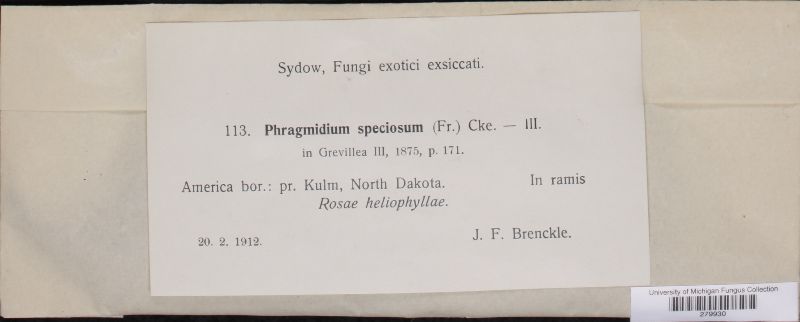 Sydow, Fungi exotici exsiccati.
113. Phragmidium speciosum (Fr.) Cke. — III.
in Grevillea III, 1875, p. 171.
America bor.: pr. Kulm, North Dakota. In ramis
Rosae heliophyllae.
20. 2. 1912. J. F. Brenckle.
University of Michigan Fungus Collection
279930